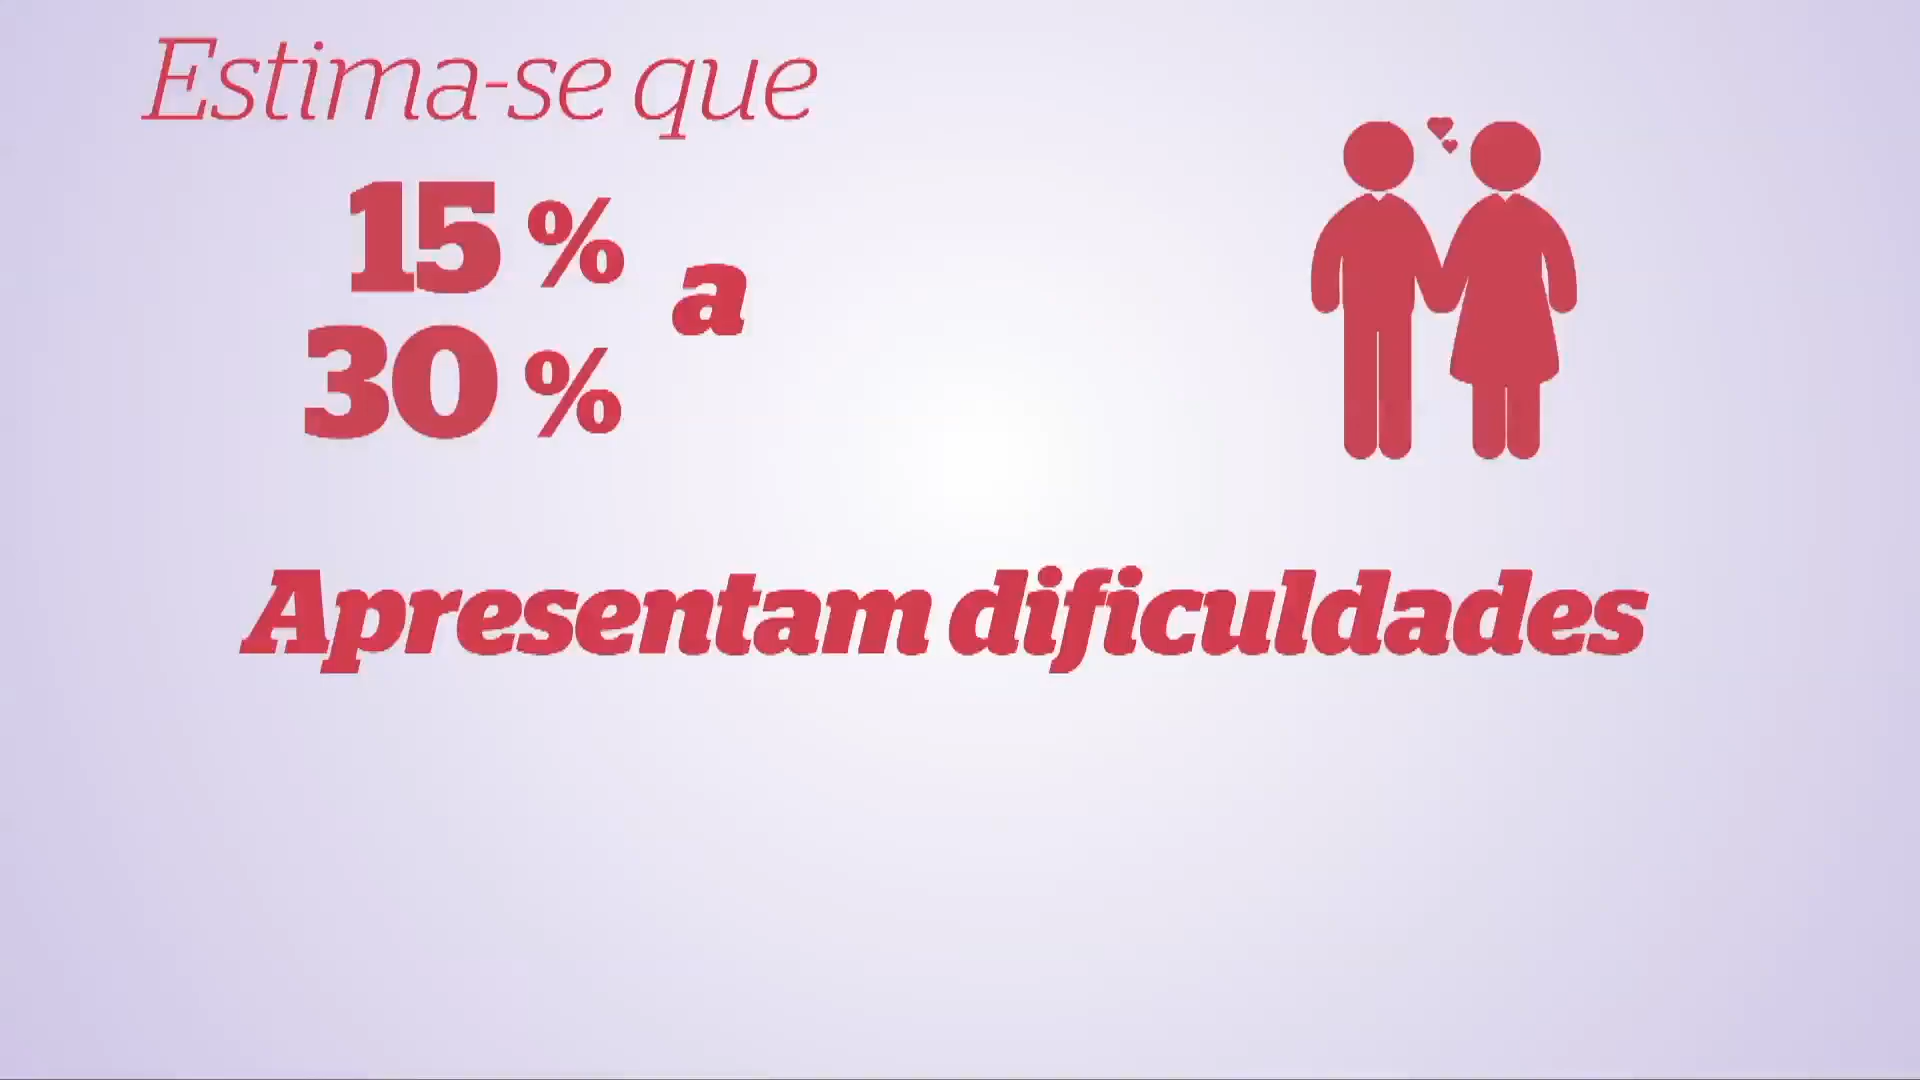 Estima-se que
15 %
a
30 %
Apresentam dificuldades